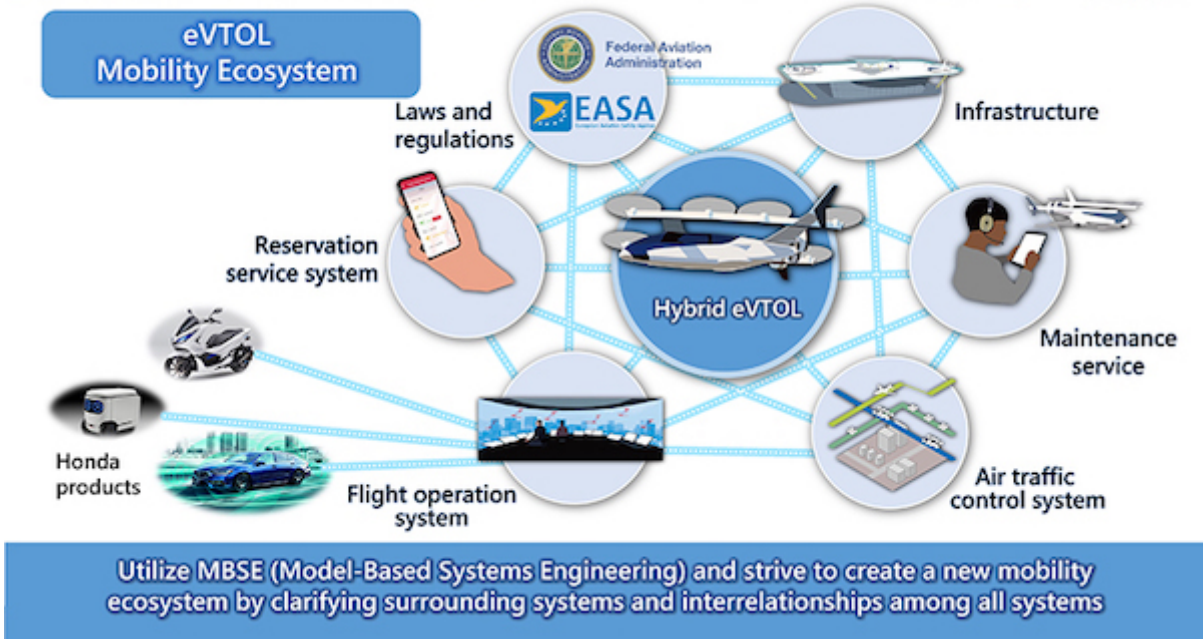 eVTOL
Mobility Ecosystem
Federal Aviation
Administration
EASA
Laws and
regulations
Infrastructure
Reservation
service system
Hybrid eVTOL
Maintenance
service
Honda
products
Flight operation
system
Air traffic
control system
Utilize MBSE (Model-Based Systems Engineering) and strive to create a new mobility
ecosystem by clarifying surrounding systems and interrelationships among all systems